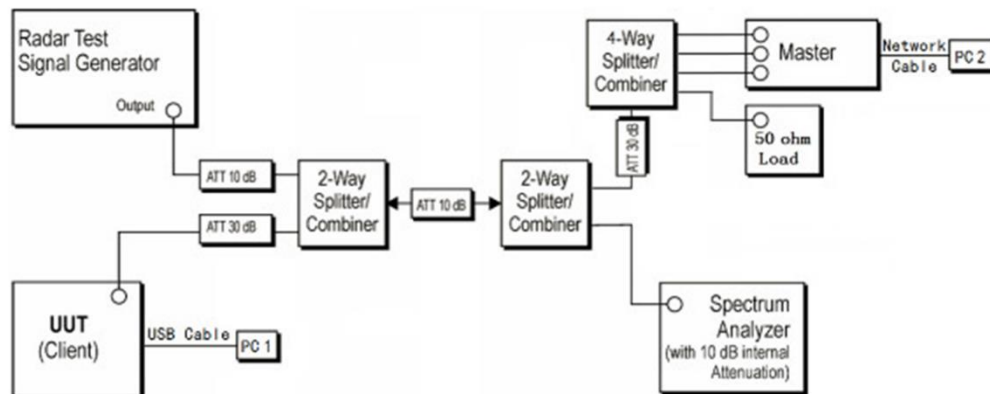 Radar Test
Signal Generator
Output
ATT 10 dB
ATT 30 dB
2-Way
Splitter/
Combiner
ATT 10 dB
2-Way
Splitter/
Combiner
ATT 30 dB
4-Way
Splitter/
Combiner
Master
Network
Cable
PC 2
50 ohm
Load
UUT
(Client)
USB Cable
PC 1
Spectrum
Analyzer
(with 10 dB internal
Attenuation)